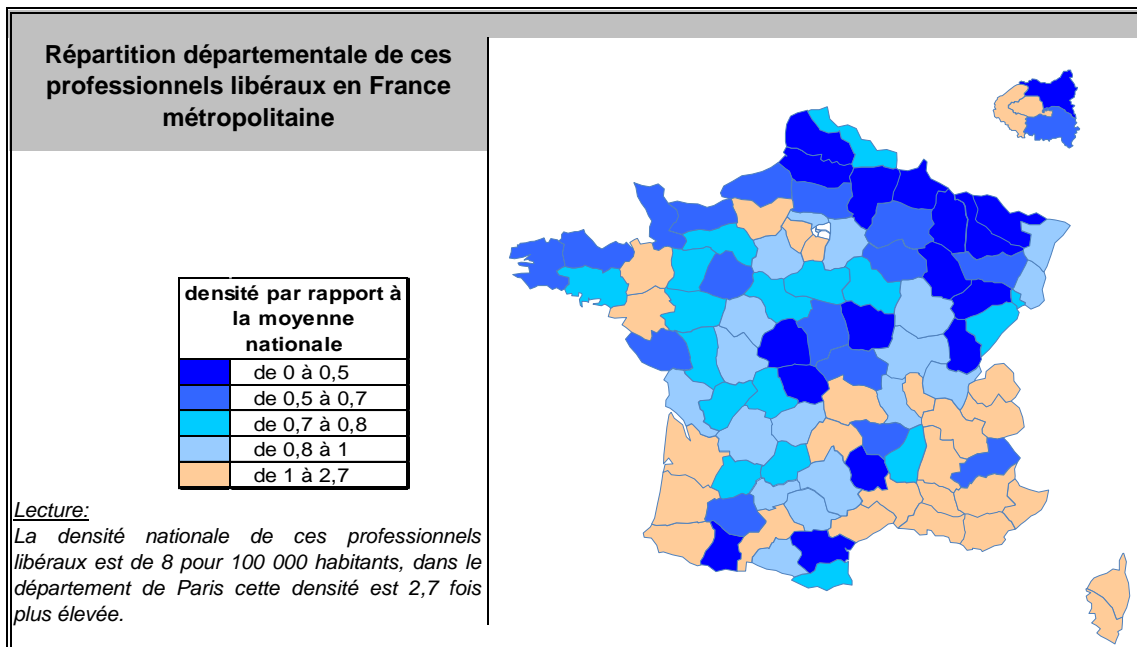 Répartition départementale de ces
professionnels libéraux en France
métropolitaine
densité par rapport à
la moyenne
nationale
de 0 à 0,5
de 0,5 à 0,7
de 0,7 à 0,8
de 0,8 à 1
de 1 à 2,7
Lecture:
La densité nationale de ces professionnels
libéraux est de 8 pour 100 000 habitants, dans le
département de Paris cette densité est 2,7 fois
plus élevée.